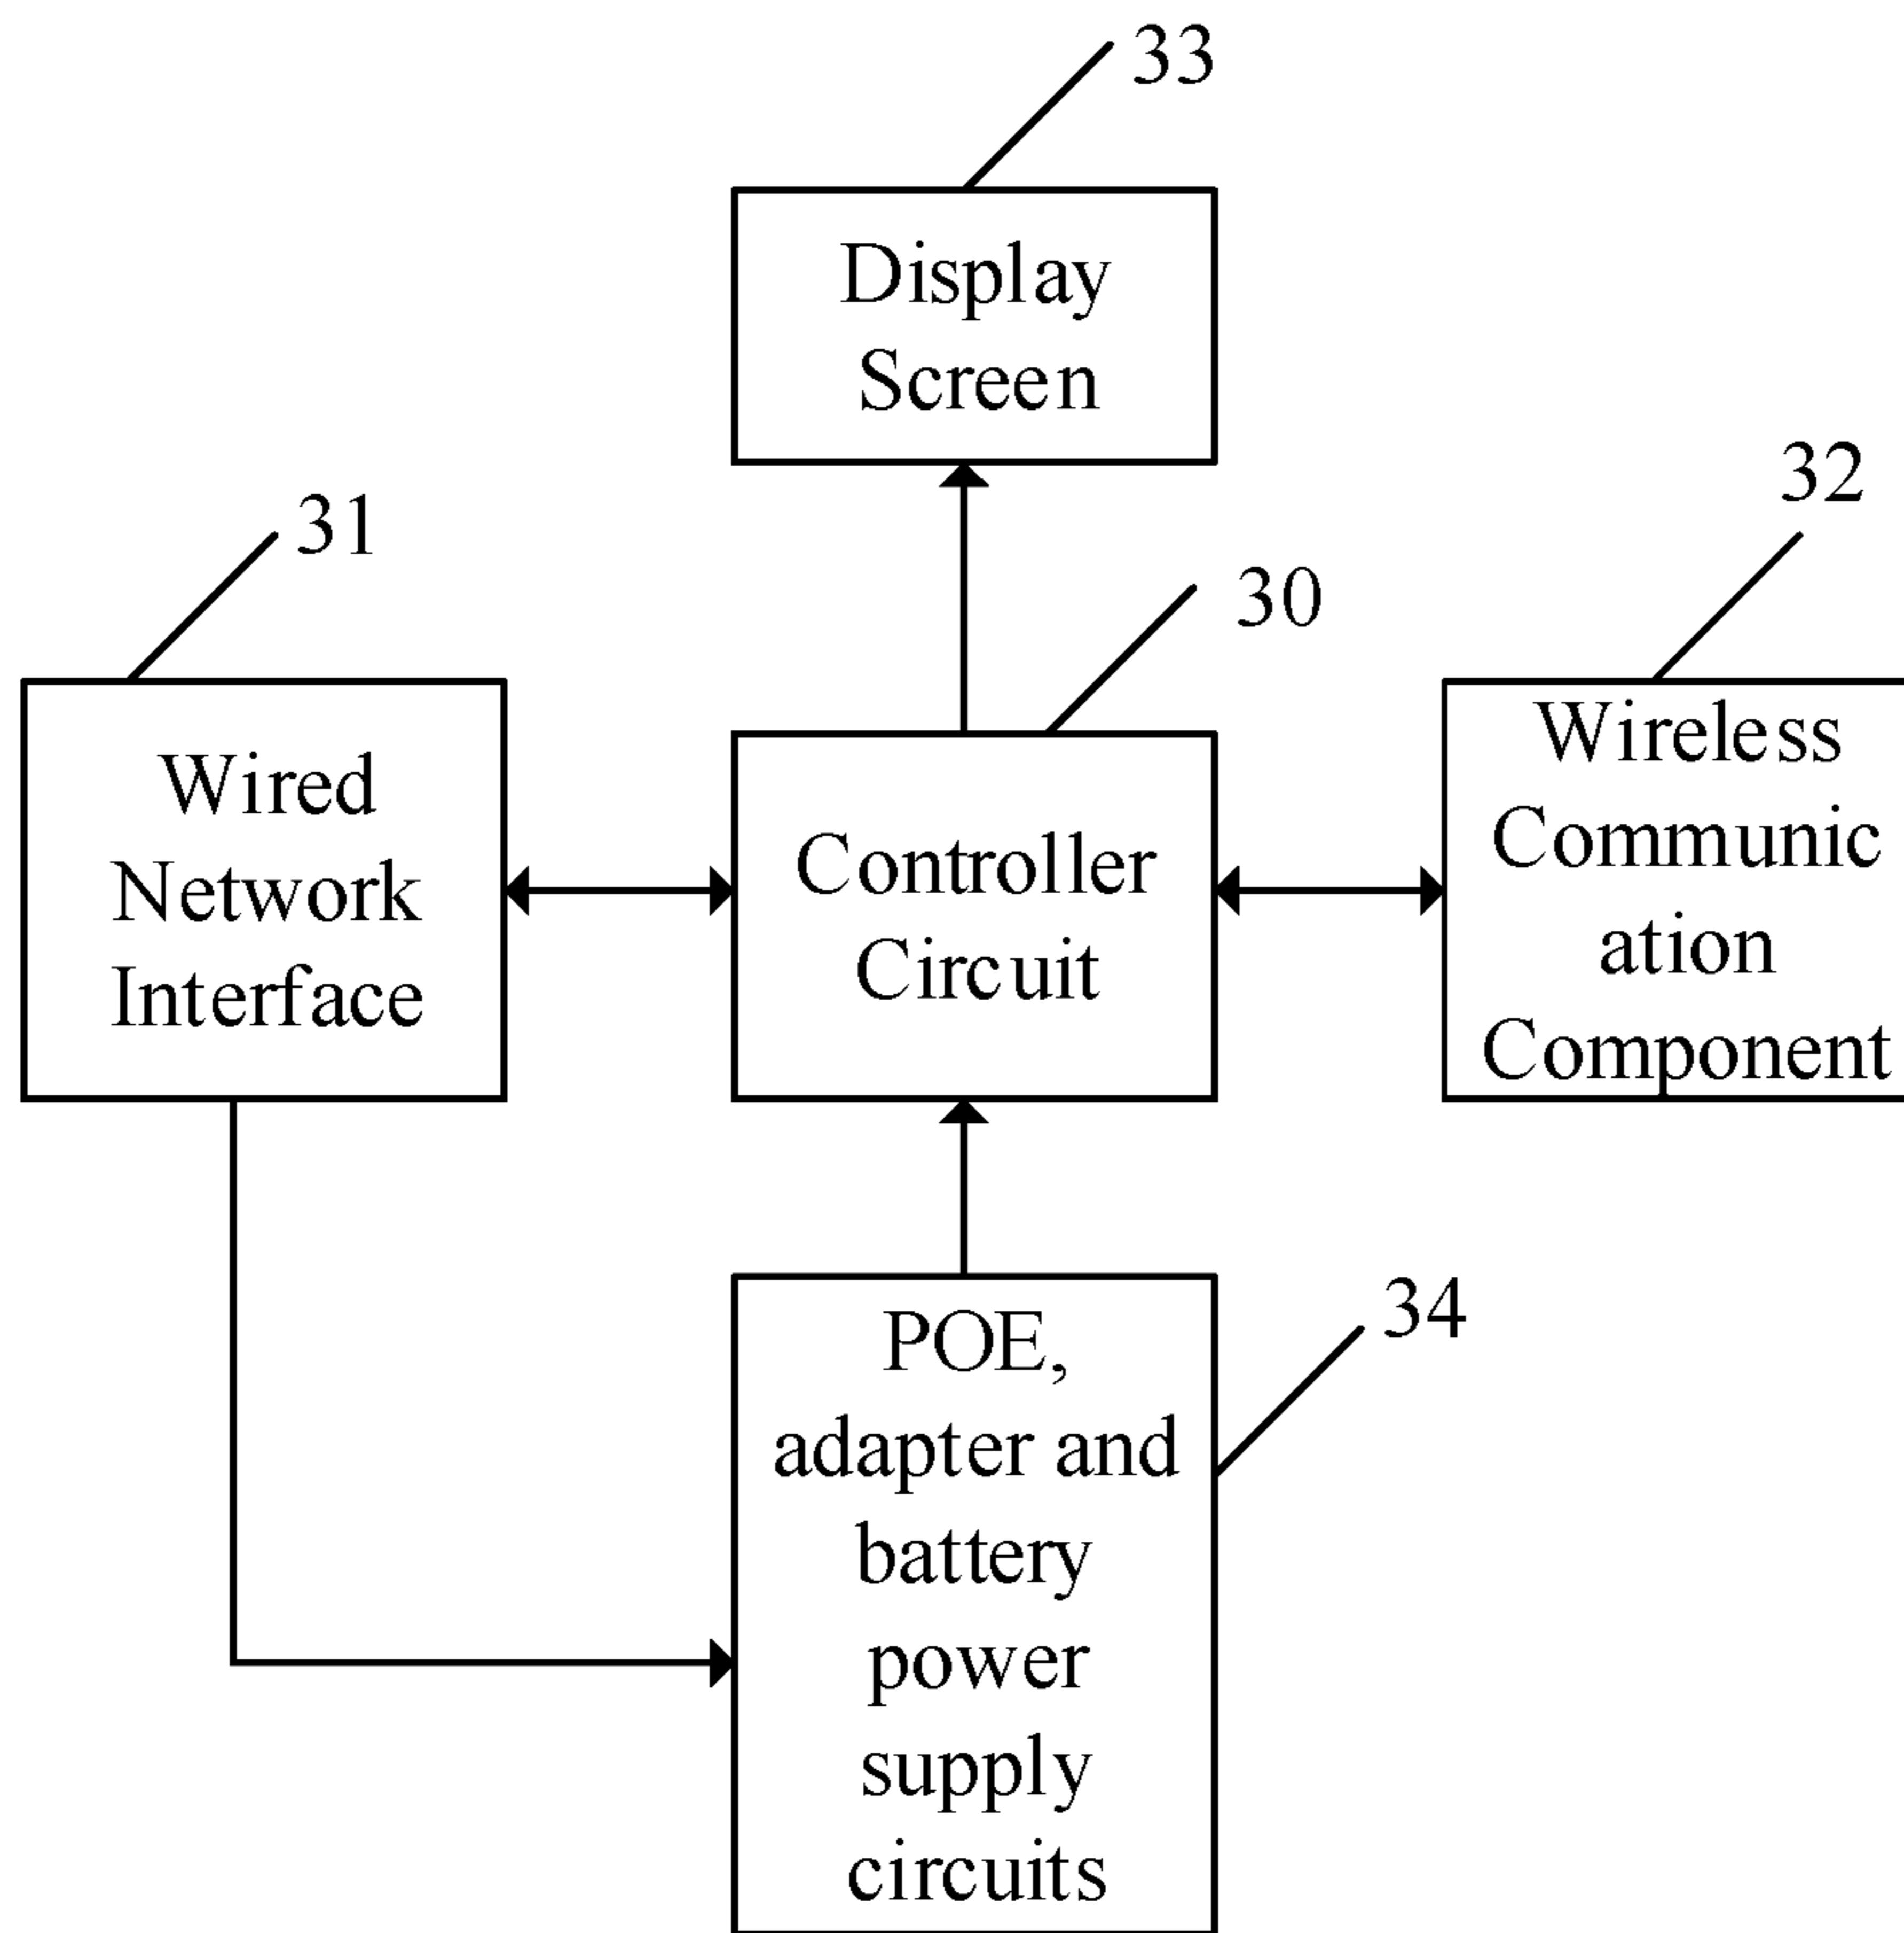 33
Display
Screen
32
31
30
Wired
Network
Interface
Controller
Circuit
Wireless
Communic
ation
Component
34
POE,
adapter and
battery
power
supply
circuits